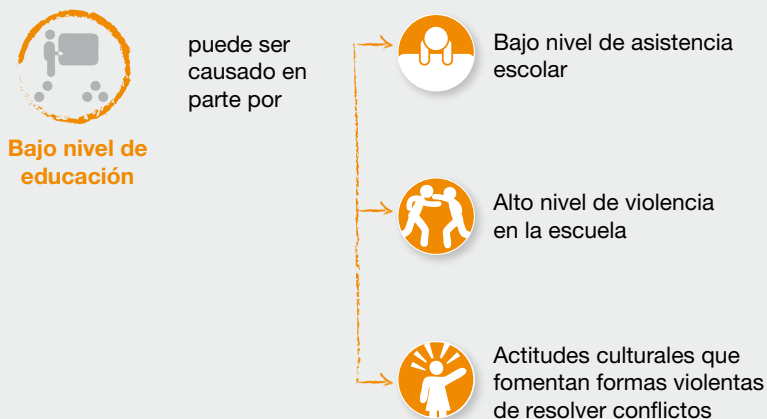 Bajo nivel de
educación
puede ser
causado en
parte por
Bajo nivel de asistencia
escolar
Alto nivel de violencia
en la escuela
Actitudes culturales que
fomentan formas violentas
de resolver conflictos